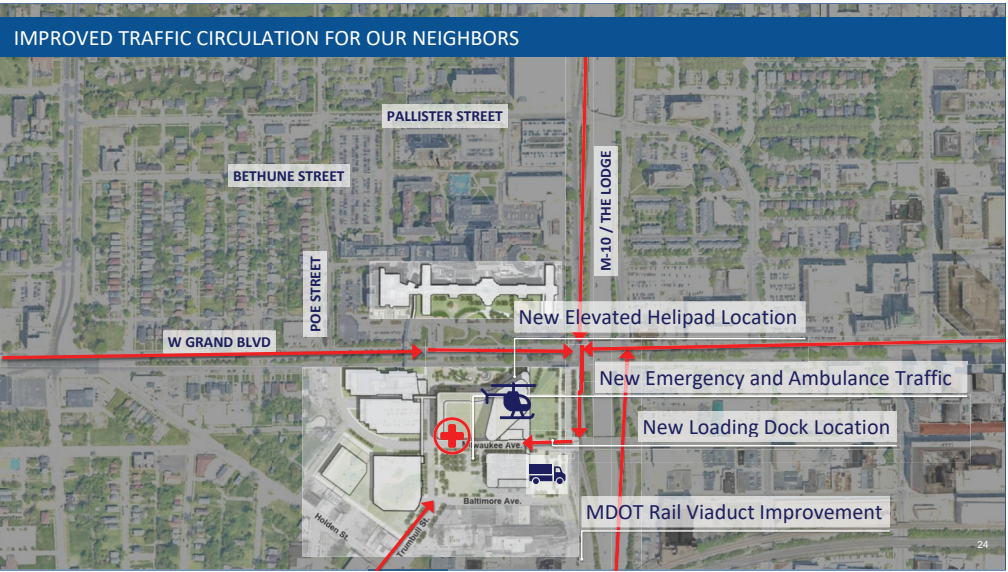 IMPROVED TRAFFIC CIRCULATION FOR OUR NEIGHBORS
PALLISTER STREET
BETHUNE STREET
M-10 / THE LODGE
POE STREET
New Elevated Helipad Location
W GRAND BLVD
New Emergency and Ambulance Traffic
New Loading Dock Location
Milwaukee Ave.
Baltimore Ave.
MDOT Rail Viaduct Improvement
Holden St.
Trumbull St.
24